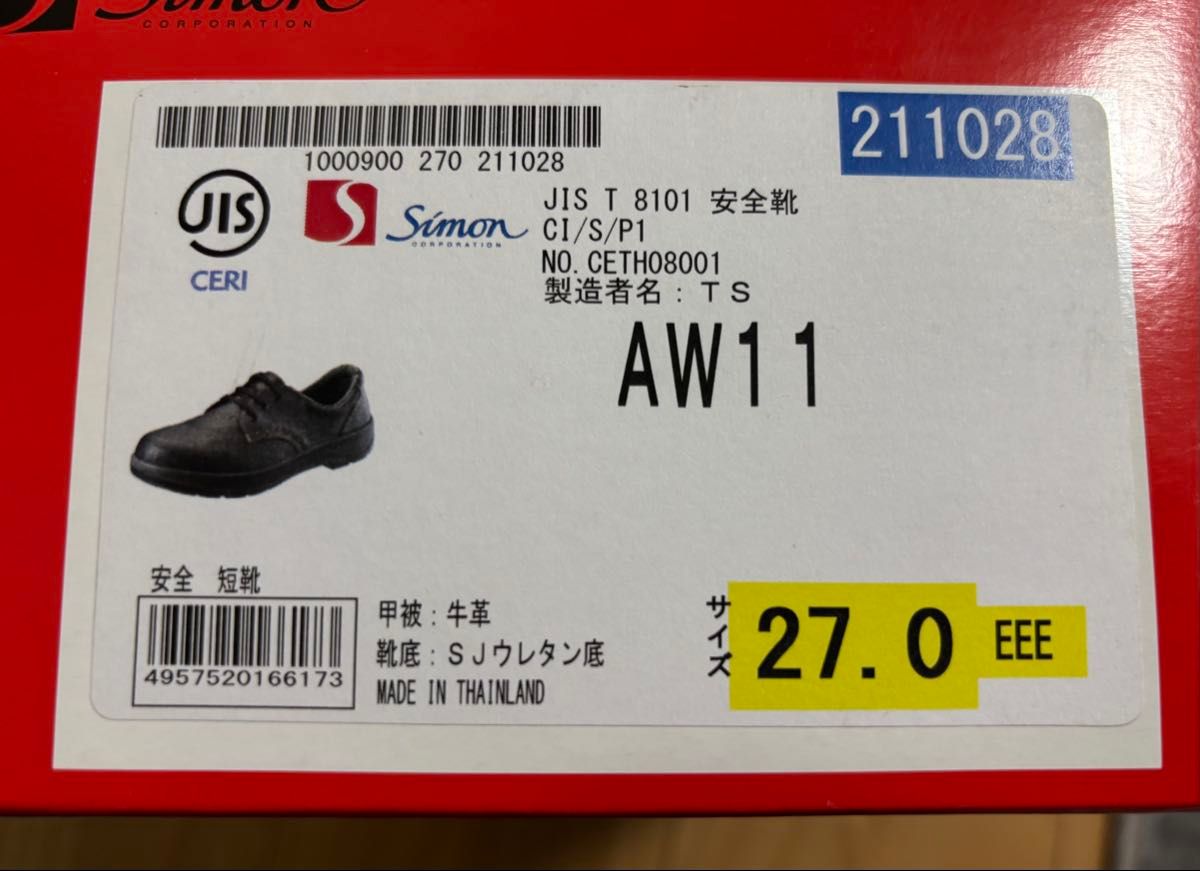 Simon
CORPORATION
211028
1000900 270 211028
JIS
CERI
S
Simon
CORPORATION
JIS T 8101 安全靴
CI/S/P1
NO. CETH08001
製造者名：ＴＳ
AW11
安全 短靴
4957520166173
甲被：牛革
靴底：ＳＪウレタン底
MADE IN THAINLAND
サイズ
27.0
EEE